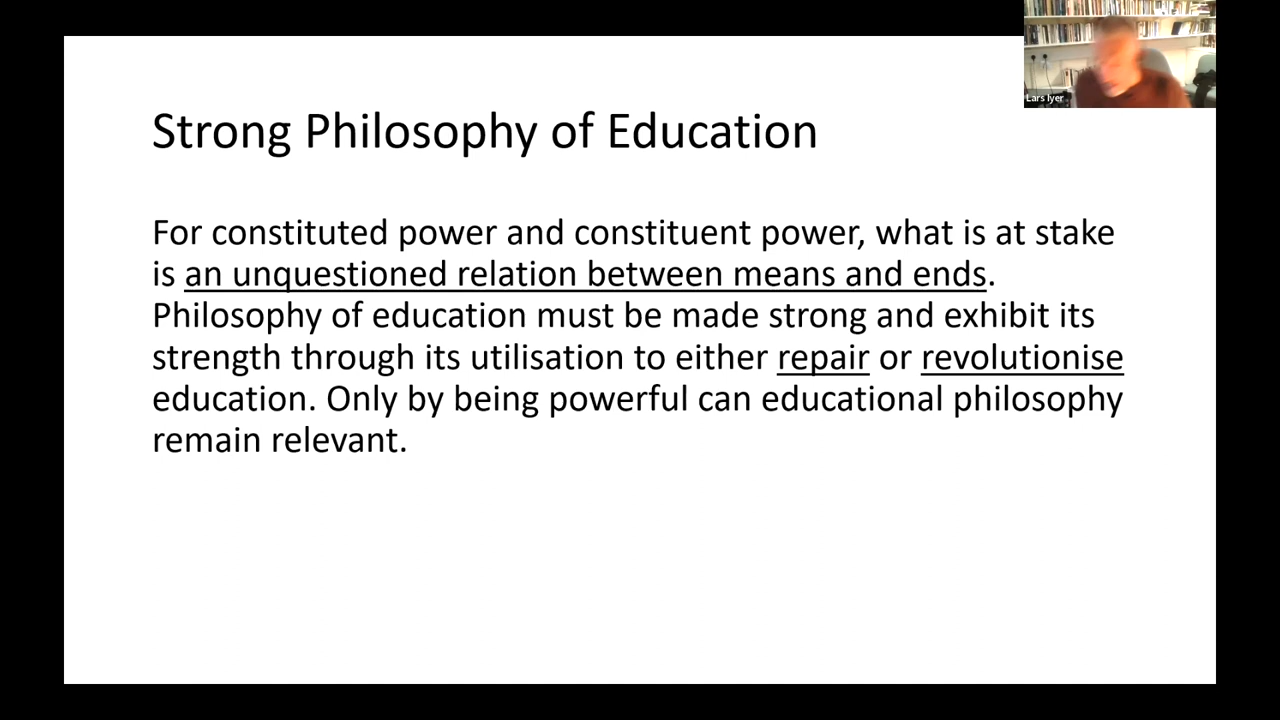 Lars Iyer
Strong Philosophy of Education
For constituted power and constituent power, what is at stake
is an unquestioned relation between means and ends.
Philosophy of education must be made strong and exhibit its
strength through its utilisation to either repair or revolutionise
education. Only by being powerful can educational philosophy
remain relevant.